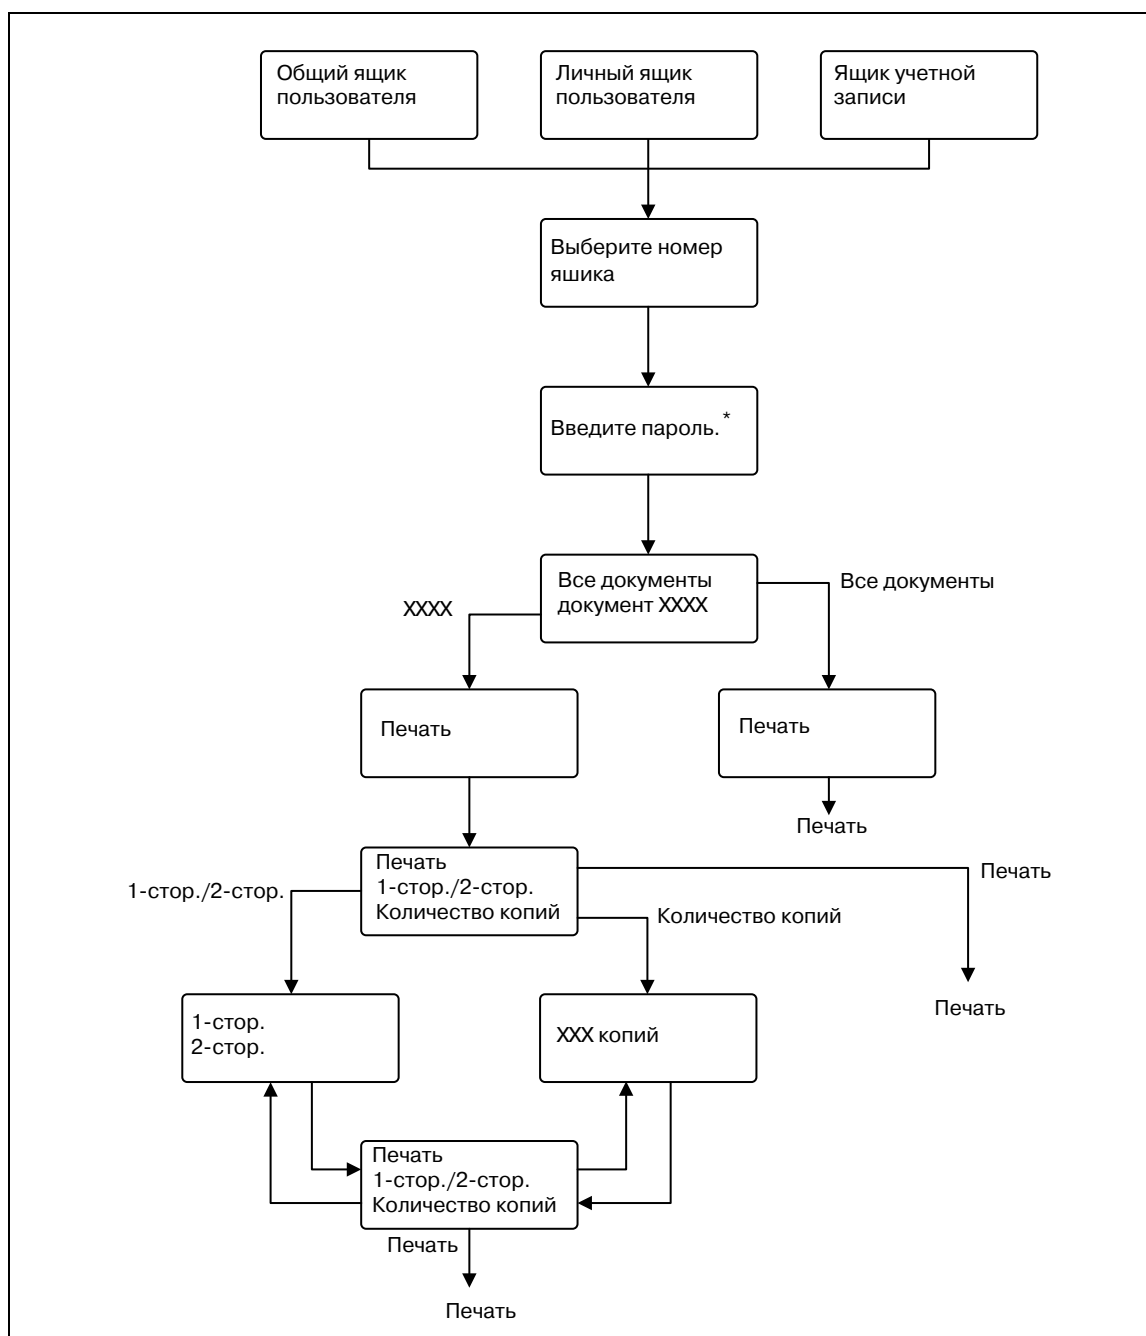 Общий ящик
пользователя
Личный ящик
пользователя
Ящик учетной
записи
Выберите номер
яшика
Введите пароль.*
Все документы
документ XXXX
Все документы
XXXX
Печать
Печать
Печать
Печать
1-стор./2-стор.
Количество копий
Печать
1-стор./2-стор.
Количество копий
Печать
1-стор.
2-стор.
XXX копий
Печать
1-стор./2-стор.
Количество копий
Печать
Печать